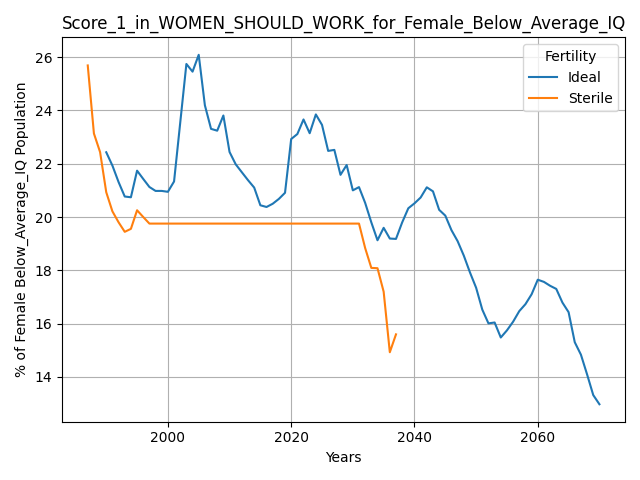 Score_1_in_WOMEN_SHOULD_WORK_for_Female_Below_Average_IQ
Fertility
Ideal
Sterile
% of Female Below_Average_IQ Population
26
24
22
20
18
16
14
2000
2020
2040
2060
Years